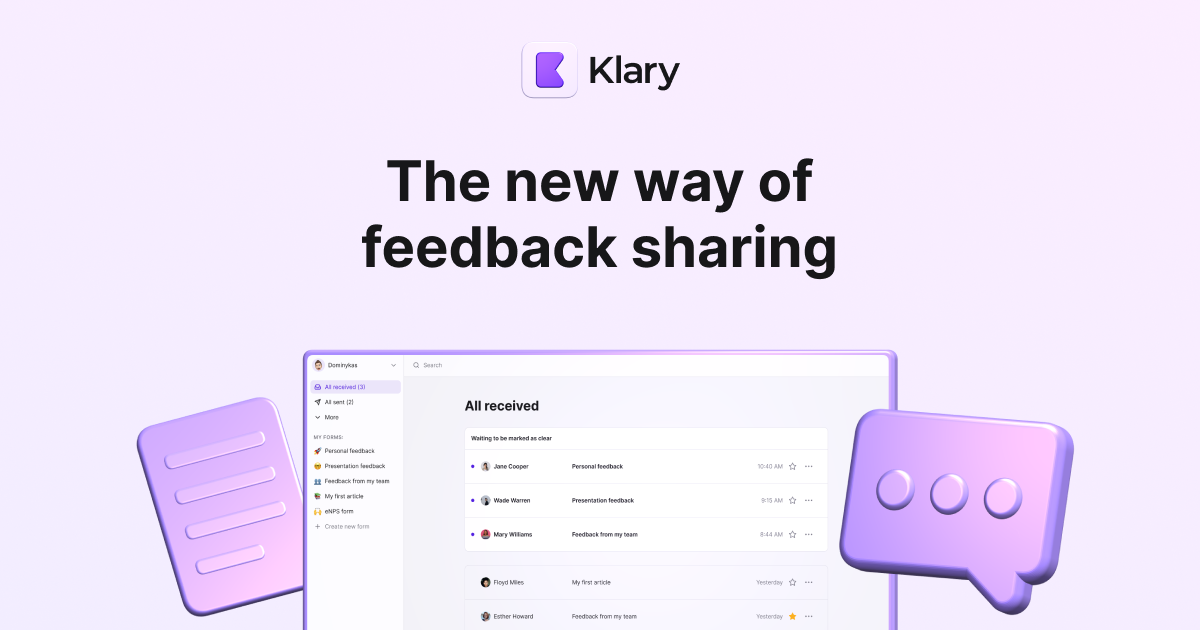 Klary
The new way of
feedback sharing
Dominykas
Search
All received (3)
All sent (2)
More
MY FORMS:
Personal feedback
Presentation feedback
Feedback from my team
My first article
eNPS form
Create new form
All received
Waiting to be marked as clear
Jane Cooper Personal feedback 10:40 AM
Wade Warren Presentation feedback 9:15 AM
Mary Williams Feedback from my team 8:44 AM
Floyd Miles My first article Yesterday
Esther Howard Feedback from my team Yesterday